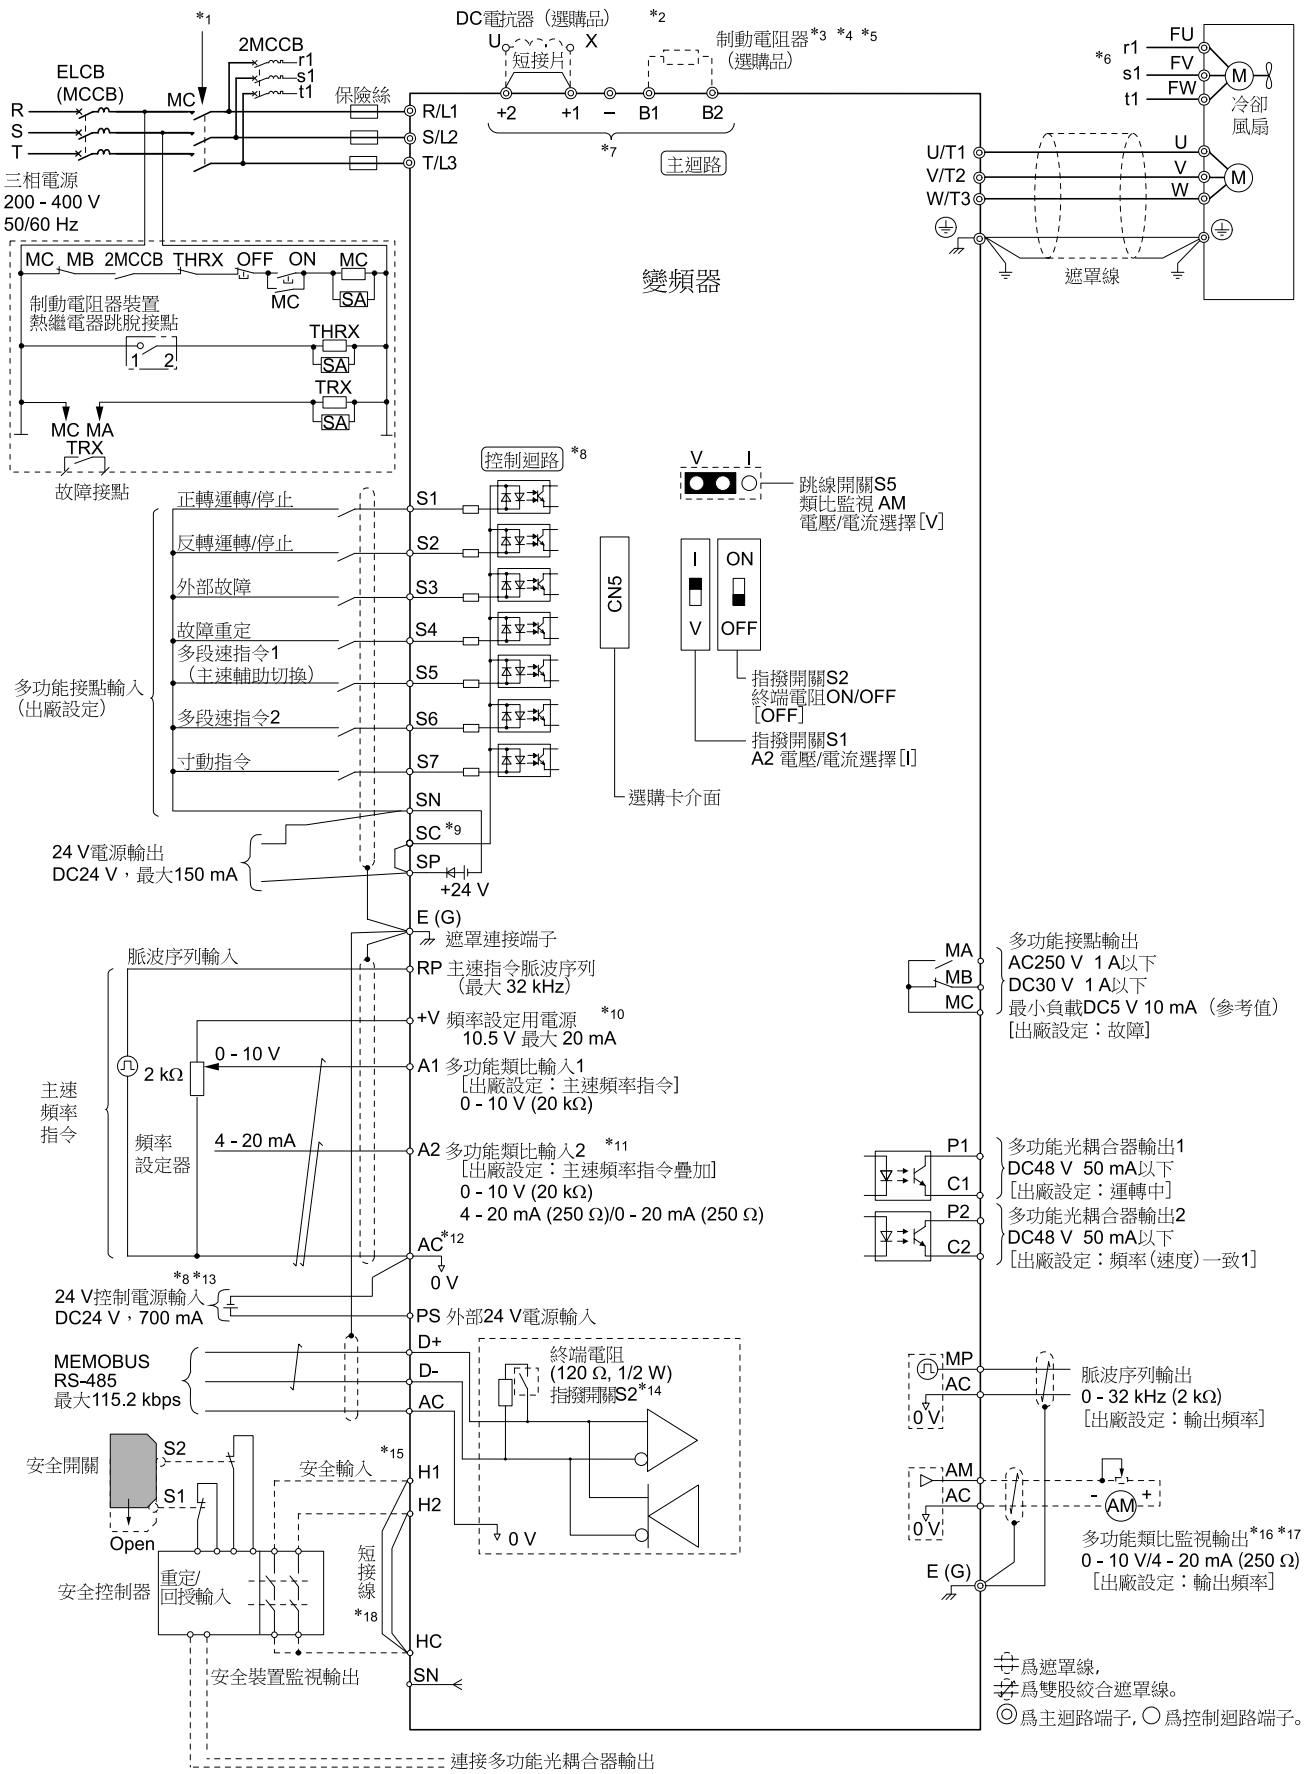 *1
DC電抗器（選購品）
*2
U
X
短接片
制動電阻器*3 *4 *5
（選購品）
+2
+1
−
B1
B2
*7
主迴路
2MCCB
r1
s1
t1
ELCB
(MCCB)
MC
保險絲
R
S
T
R/L1
S/L2
T/L3
三相電源
200 - 400 V
50/60 Hz
*6
r1
s1
t1
FU
FV
FW
M
冷卻
風扇
U/T1
V/T2
W/T3
U
V
W
M
遮罩線
變頻器
MC
MB
2MCCB
THRX
OFF
ON
MC
MC
SA
制動電阻器裝置
熱繼電器跳脫接點
1
2
THRX
SA
TRX
SA
MC
MA
TRX
故障接點
控制迴路 *8
多功能接點輸入
（出廠設定）
正轉運轉/停止
S1
反轉運轉/停止
S2
外部故障
S3
故障重定
S4
多段速指令1
（主速輔助切換）
S5
多段速指令2
S6
寸動指令
S7
SN
SC *9
SP
+24 V
24 V電源輸出
DC24 V，最大150 mA
V
I
跳線開關S5
類比監視 AM
電壓/電流選擇[V]
CN5
I
V
ON
OFF
指撥開關S2
終端電阻ON/OFF
[OFF]
指撥開關S1
A2 電壓/電流選擇[I]
選購卡介面
E (G)
遮罩連接端子
脈波序列輸入
RP 主速指令脈波序列
（最大 32 kHz）
+V 頻率設定用電源 *10
10.5 V 最大 20 mA
主速
頻率
指令
2 kΩ
0 - 10 V
A1 多功能類比輸入1
[出廠設定：主速頻率指令]
0 - 10 V (20 kΩ)
頻率
設定器
4 - 20 mA
A2 多功能類比輸入2 *11
[出廠設定：主速頻率指令疊加]
0 - 10 V (20 kΩ)
4 - 20 mA (250 Ω)/0 - 20 mA (250 Ω)
AC*12
0 V
*8 *13
24 V控制電源輸入
DC24 V，700 mA
PS 外部24 V電源輸入
MEMOBUS
RS-485
最大115.2 kbps
D+
D-
AC
0 V
終端電阻
(120 Ω, 1/2 W)
指撥開關S2*14
MA
MB
MC
多功能接點輸出
AC250 V 1 A以下
DC30 V 1 A以下
最小負載DC5 V 10 mA（參考值）
[出廠設定：故障]
P1
C1
多功能光耦合器輸出1
DC48 V 50 mA以下
[出廠設定：運轉中]
P2
C2
多功能光耦合器輸出2
DC48 V 50 mA以下
[出廠設定：頻率(速度)一致1]
MP
AC
0 V
脈波序列輸出
0 - 32 kHz (2 kΩ)
[出廠設定：輸出頻率]
AM
AC
0 V
-
+
AM
多功能類比監視輸出*16 *17
0 - 10 V/4 - 20 mA (250 Ω)
[出廠設定：輸出頻率]
E (G)
安全開關
S2
S1
Open
*15
安全輸入
H1
H2
短接線
*18
安全控制器
重定/
回授輸入
HC
SN
安全裝置監視輸出
連接多功能光耦合器輸出
爲遮罩線,
爲雙股絞合遮罩線。
爲主迴路端子,
爲控制迴路端子。